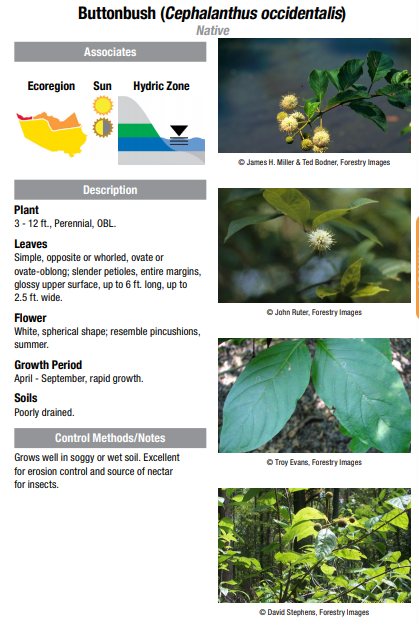 Buttonbush (Cephalanthus occidentalis)
Native
Associates
Ecoregion Sun Hydric Zone
© James H. Miller & Ted Bodner, Forestry Images
Description
Plant
3 - 12 ft., Perennial, OBL.
Leaves
Simple, opposite or whorled, ovate or
ovate-oblong; slender petioles, entire margins,
glossy upper surface, up to 6 ft. long, up to
2.5 ft. wide.
© John Ruter, Forestry Images
Flower
White, spherical shape; resemble pincushions,
summer.
Growth Period
April - September, rapid growth.
Soils
Poorly drained.
Control Methods/Notes
Grows well in soggy or wet soil. Excellent
for erosion control and source of nectar
for insects.
© Troy Evans, Forestry Images
© David Stephens, Forestry Images